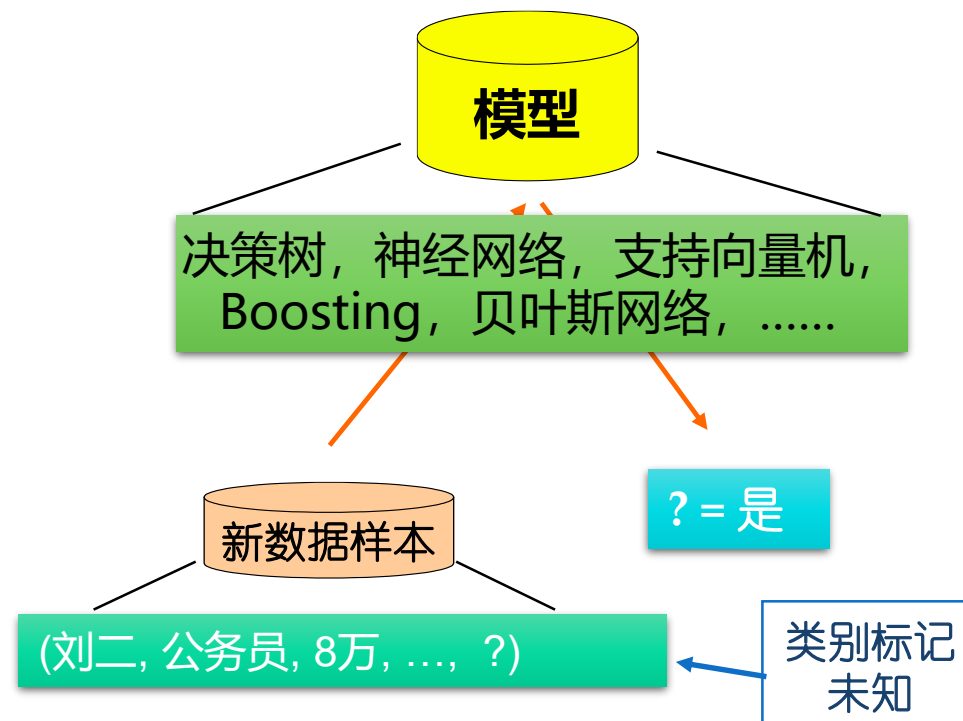 模型
决策树，神经网络，支持向量机，
Boosting，贝叶斯网络，......
? = 是
新数据样本
(刘二, 公务员, 8万, …, ?)
类别标记
未知